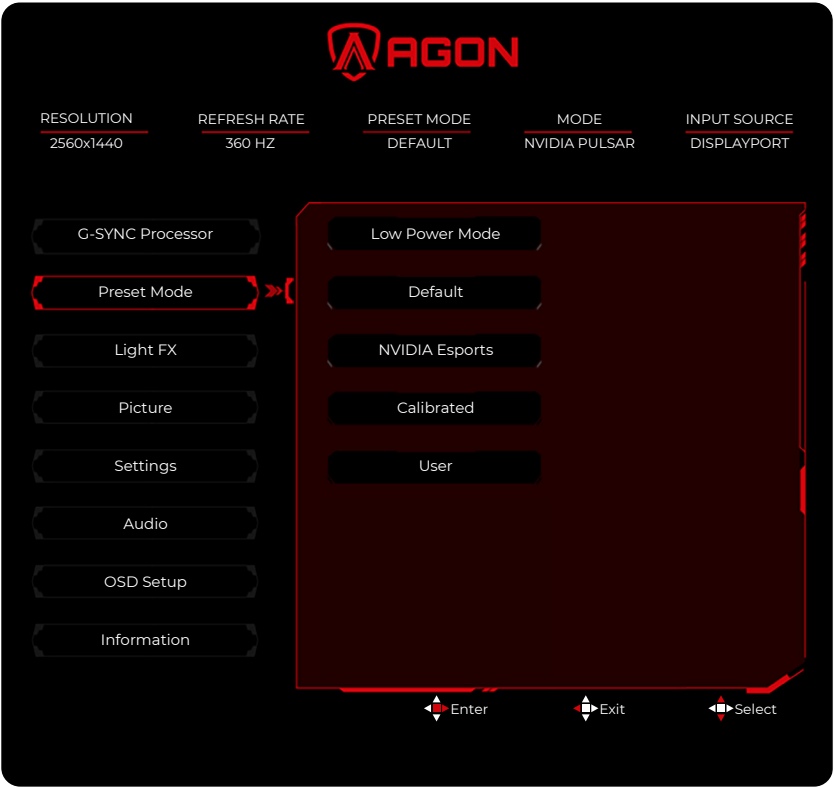 AGON
RESOLUTION
2560x1440
REFRESH RATE
360 HZ
PRESET MODE
DEFAULT
MODE
NVIDIA PULSAR
INPUT SOURCE
DISPLAYPORT
G-SYNC Processor
Preset Mode
Light FX
Picture
Settings
Audio
OSD Setup
Information
Low Power Mode
Default
NVIDIA Esports
Calibrated
User
Enter
Exit
Select